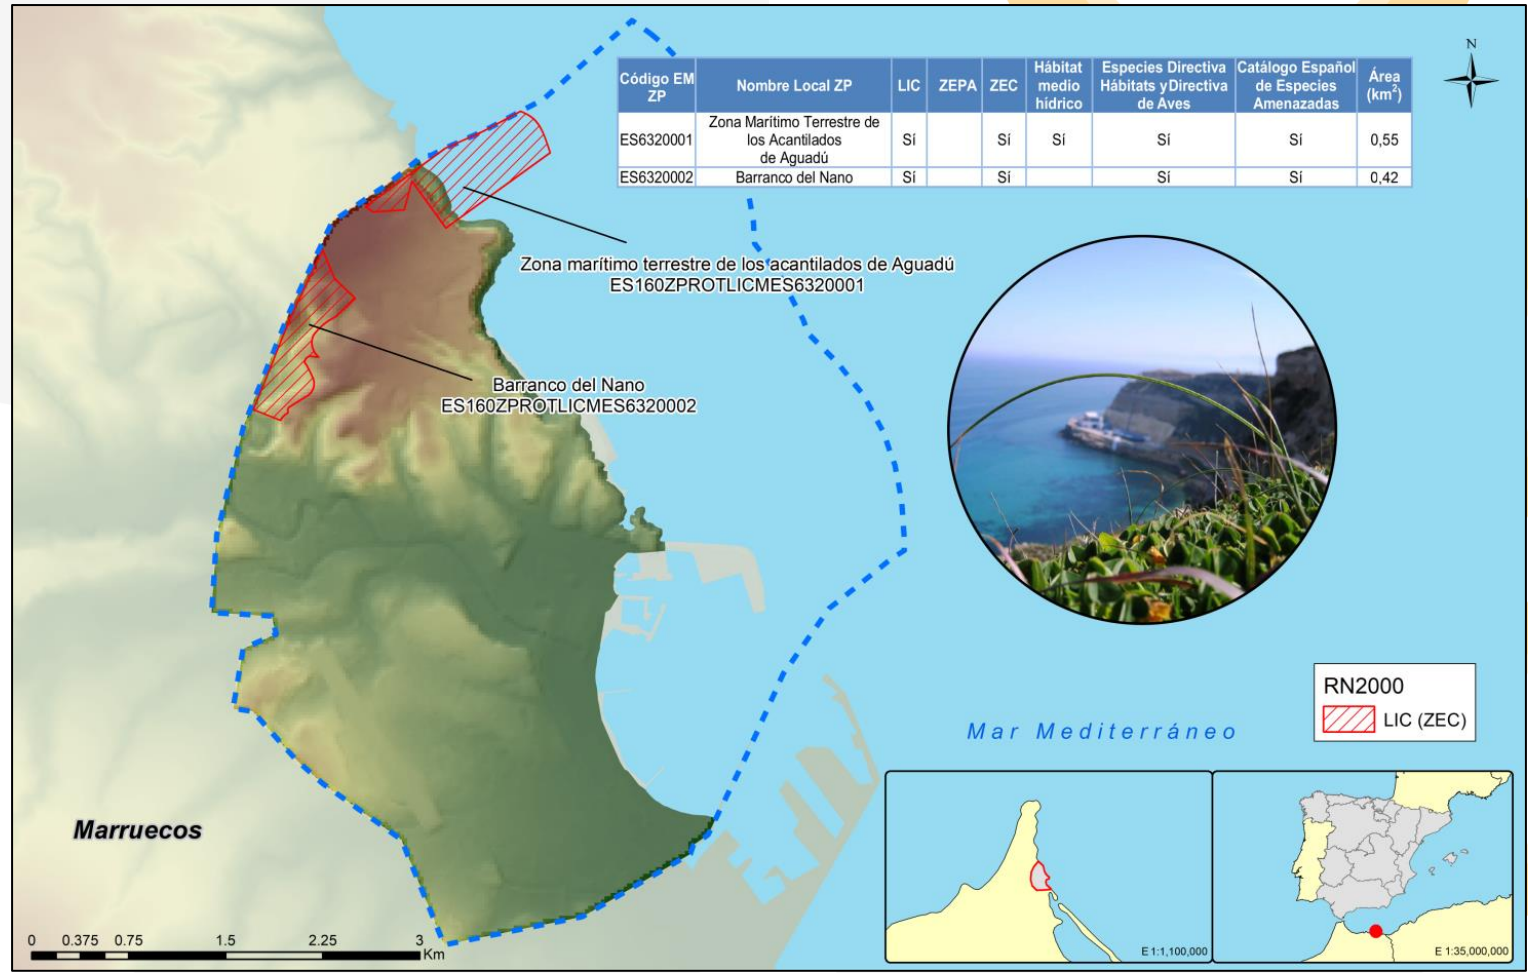 N
Código EM ZP
Nombre Local ZP
LIC
ZEPA
ZEC
Hábitat medio hídrico
Especies Directiva Hábitats y Directiva de Aves
Catálogo Español de Especies Amenazadas
Área (km²)
ES6320001
Zona Marítimo Terrestre de los Acantilados de Aguadú
Sí
Sí
Sí
Sí
Sí
0,55
ES6320002
Barranco del Nano
Sí
Sí
Sí
Sí
0,42
Zona marítimo terrestre de los acantilados de Aguadú
ES160ZPROTLICMES6320001
Barranco del Nano
ES160ZPROTLICMES6320002
RN2000
LIC (ZEC)
Mar Mediterráneo
Marruecos
0 0.375 0.75 1.5 2.25 3
Km
E 1:1,100,000
E 1:35,000,000